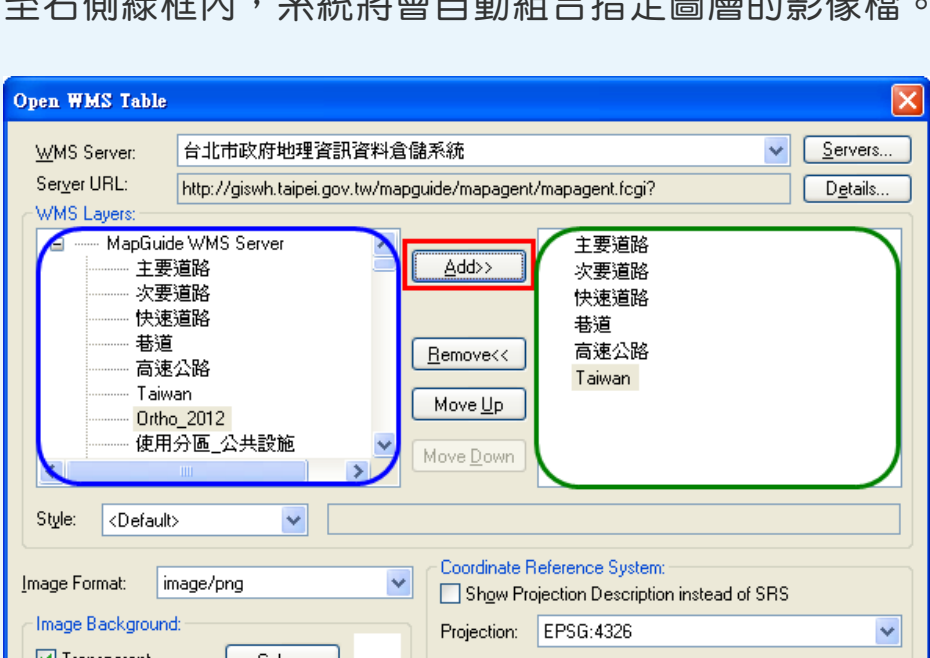 至右側綠框內，系統將會自動組合指定圖層的影像檔。
Open WMS Table
WMS Server: 台北市政府地理資訊資料倉儲系統 Servers...
Server URL: http://giswh.taipei.gov.tw/mapguide/mapagent/mapagent.fcgi? Details...
WMS Layers:
MapGuide WMS Server
主要道路
次要道路
快速道路
巷道
高速公路
Taiwan
Ortho_2012
使用分區_公共設施
Add>>
Remove<<
Move Up
Move Down
主要道路
次要道路
快速道路
巷道
高速公路
Taiwan
Style: <Default>
Image Format: image/png
Coordinate Reference System:
Show Projection Description instead of SRS
Projection: EPSG:4326
Image Background:
Transparent